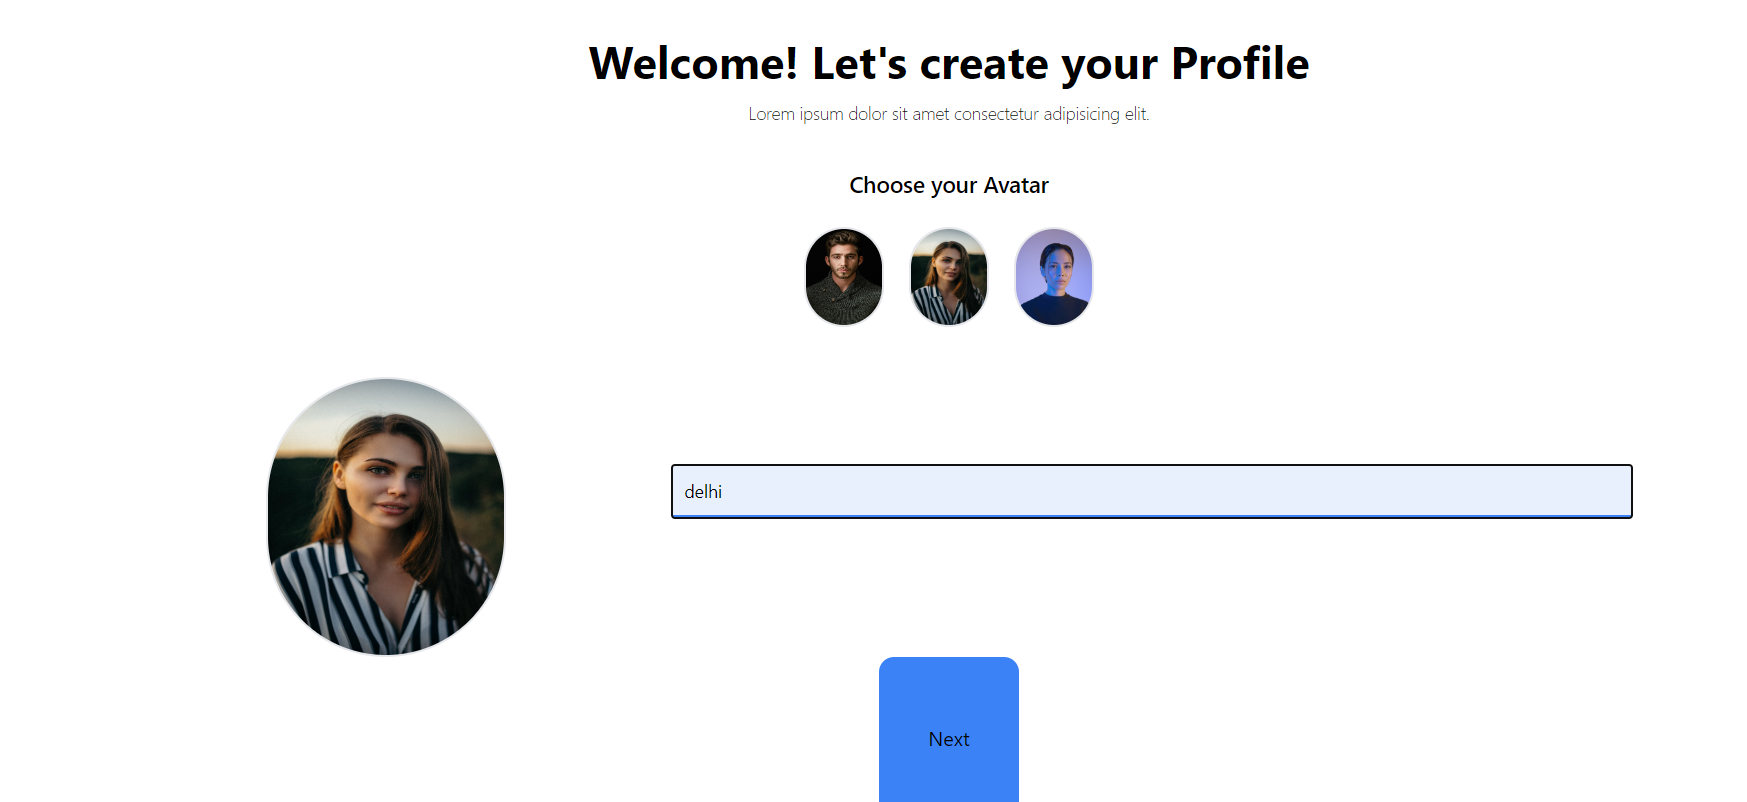 Welcome! Let's create your Profile
Lorem ipsum dolor sit amet consectetur adipisicing elit.
Choose your Avatar
delhi
Next